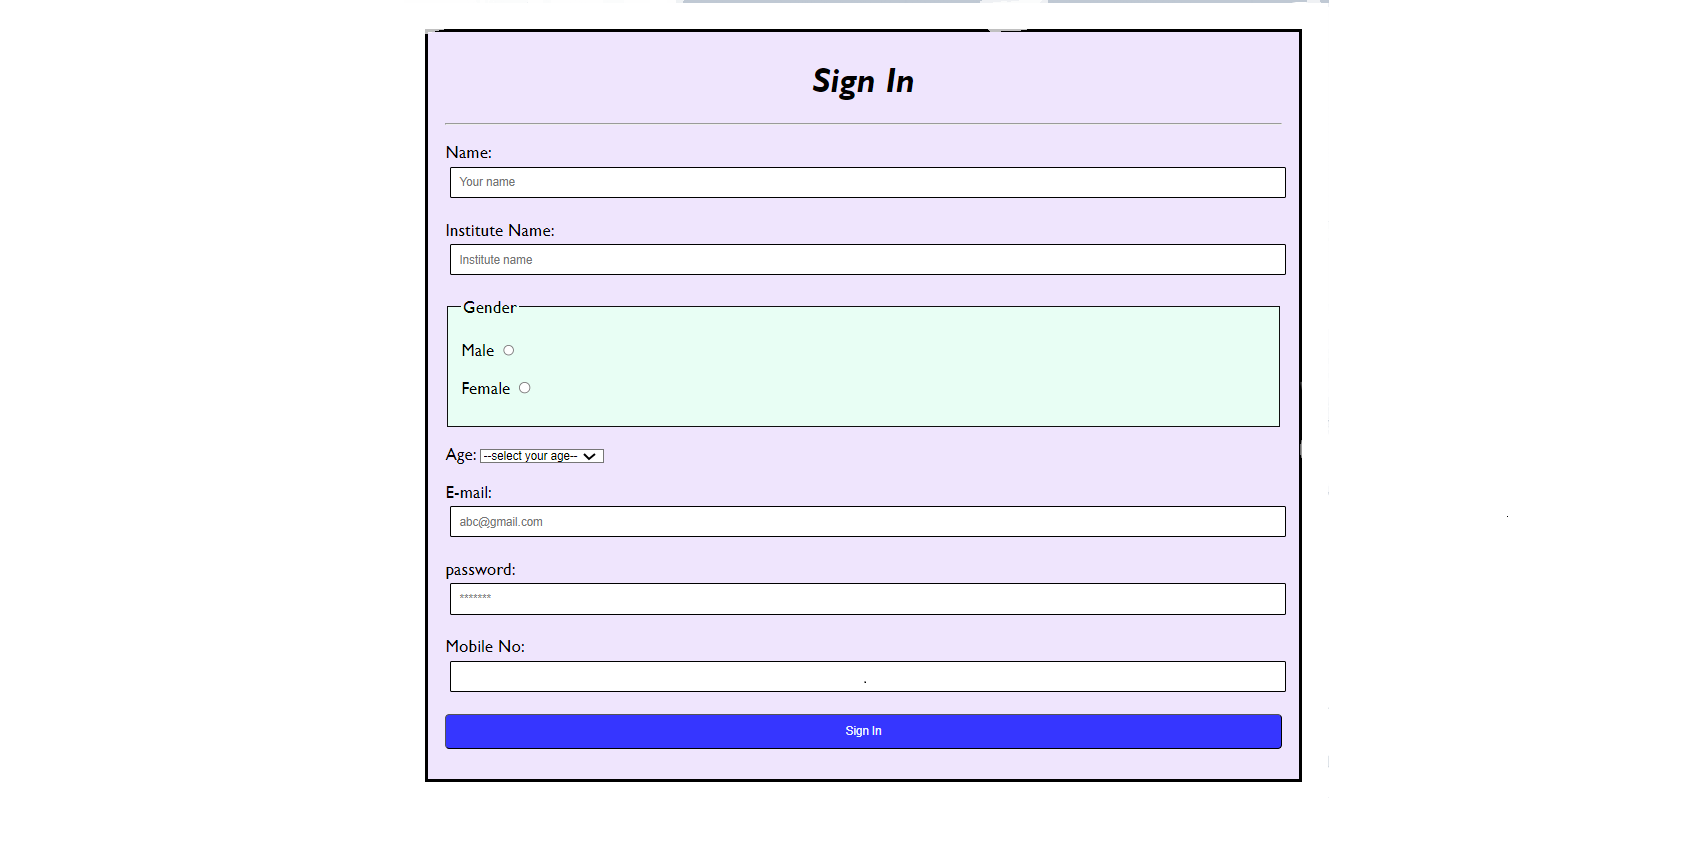 Sign In
Name:
Your name
Institute Name:
Institute name
Gender
Male
Female
Age: --select your age--
E-mail:
abc@gmail.com
password:
*******
Mobile No:
Sign In